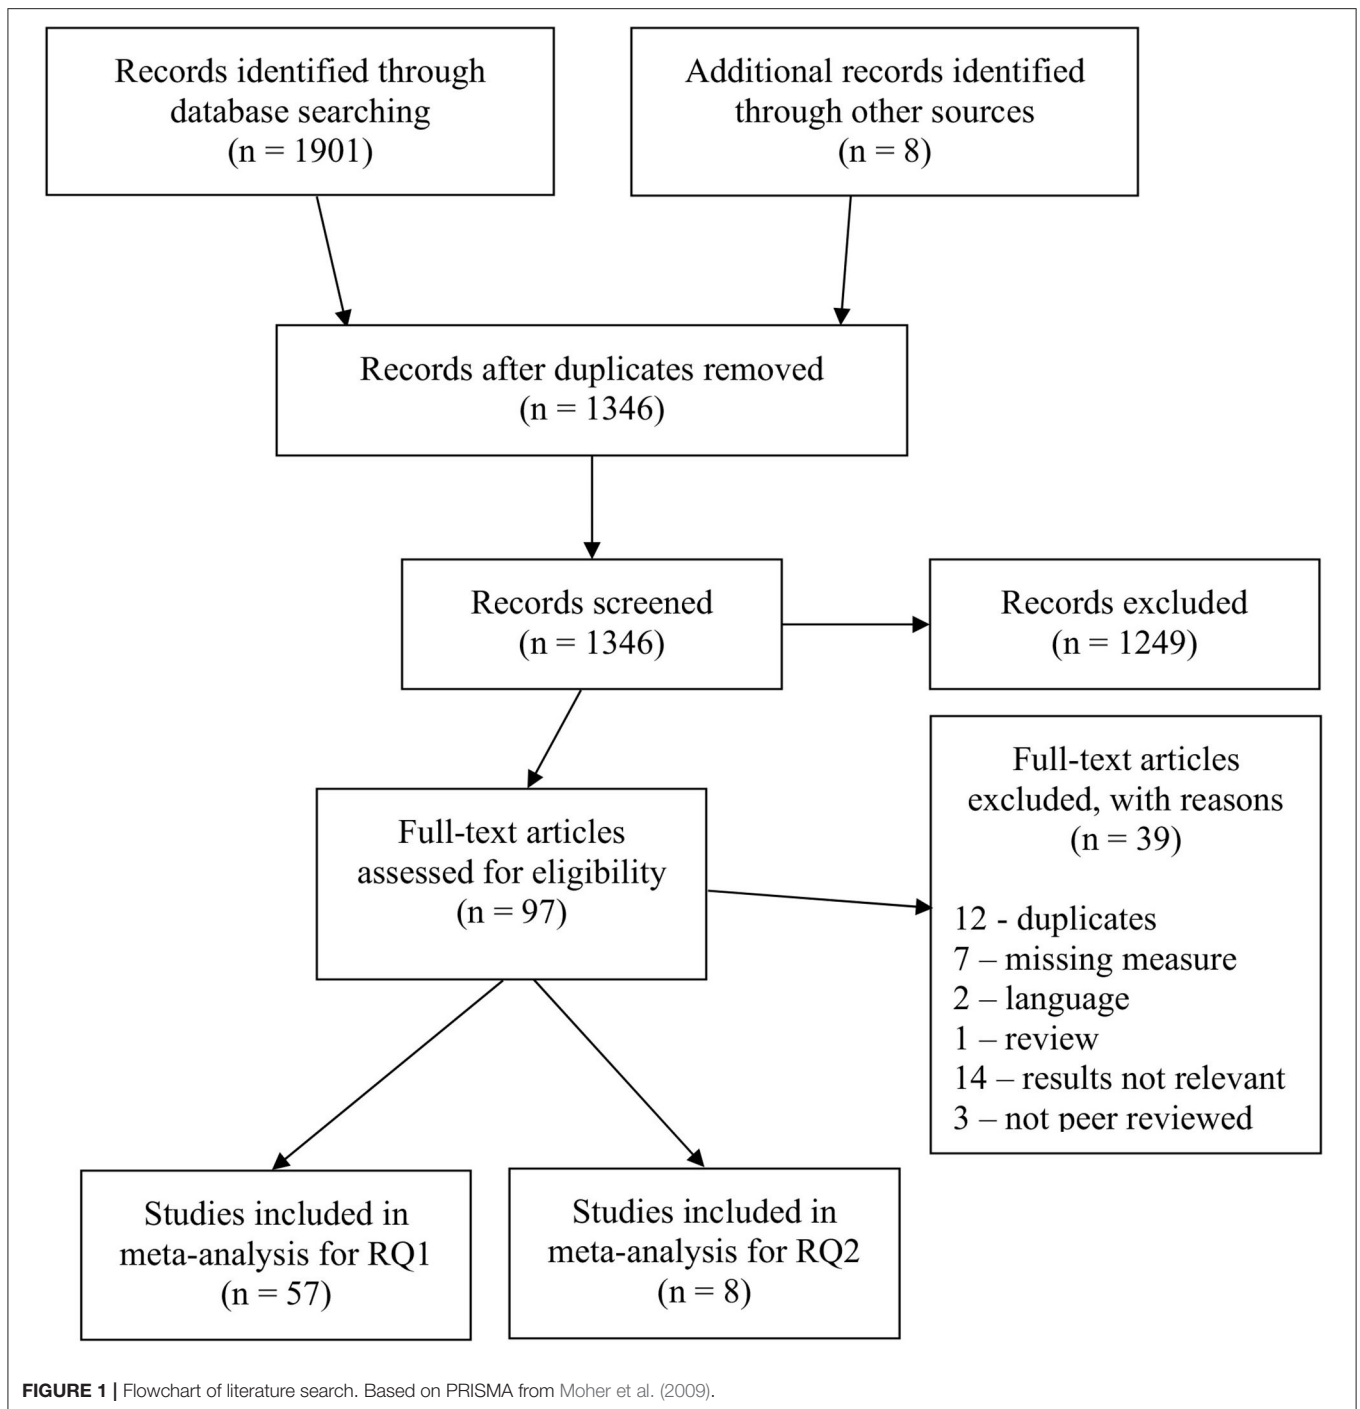 Records identified through
database searching
(n = 1901)
Additional records identified
through other sources
(n = 8)
Records after duplicates removed
(n = 1346)
Records screened
(n = 1346)
Records excluded
(n = 1249)
Full-text articles
assessed for eligibility
(n = 97)
Full-text articles
excluded, with reasons
(n = 39)
12 - duplicates
7 – missing measure
2 – language
1 – review
14 – results not relevant
3 – not peer reviewed
Studies included in
meta-analysis for RQ1
(n = 57)
Studies included in
meta-analysis for RQ2
(n = 8)
FIGURE 1 | Flowchart of literature search. Based on PRISMA from Moher et al. (2009).